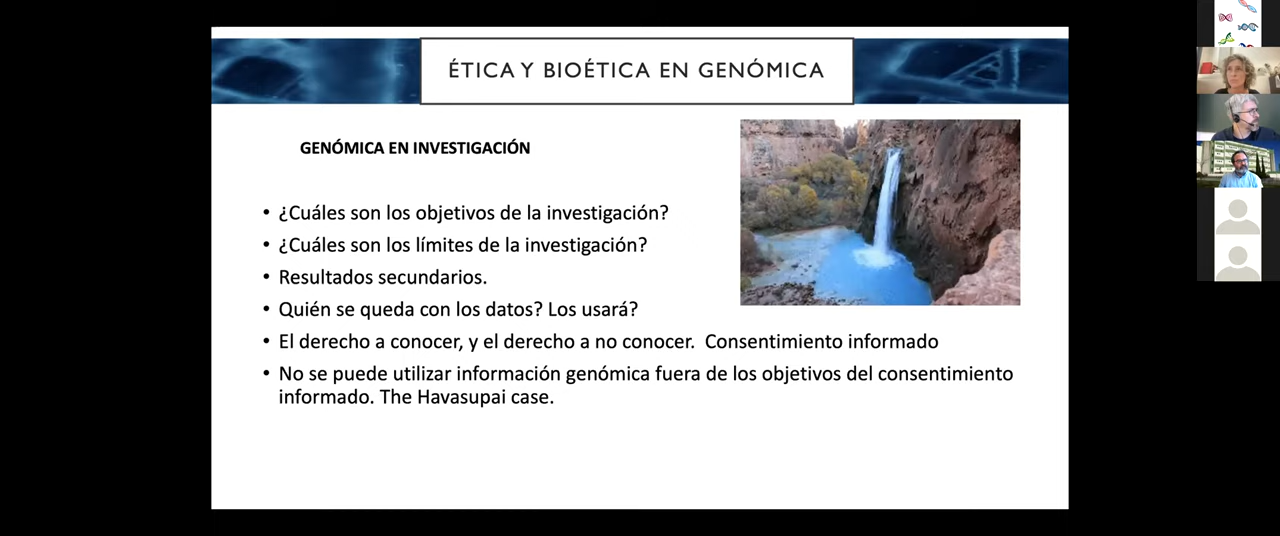 ÉTICA Y BIOÉTICA EN GENÓMICA
GENÓMICA EN INVESTIGACIÓN
• ¿Cuáles son los objetivos de la investigación?
• ¿Cuáles son los límites de la investigación?
• Resultados secundarios.
• Quién se queda con los datos? Los usará?
• El derecho a conocer, y el derecho a no conocer.  Consentimiento informado
• No se puede utilizar información genómica fuera de los objetivos del consentimiento
informado. The Havasupai case.